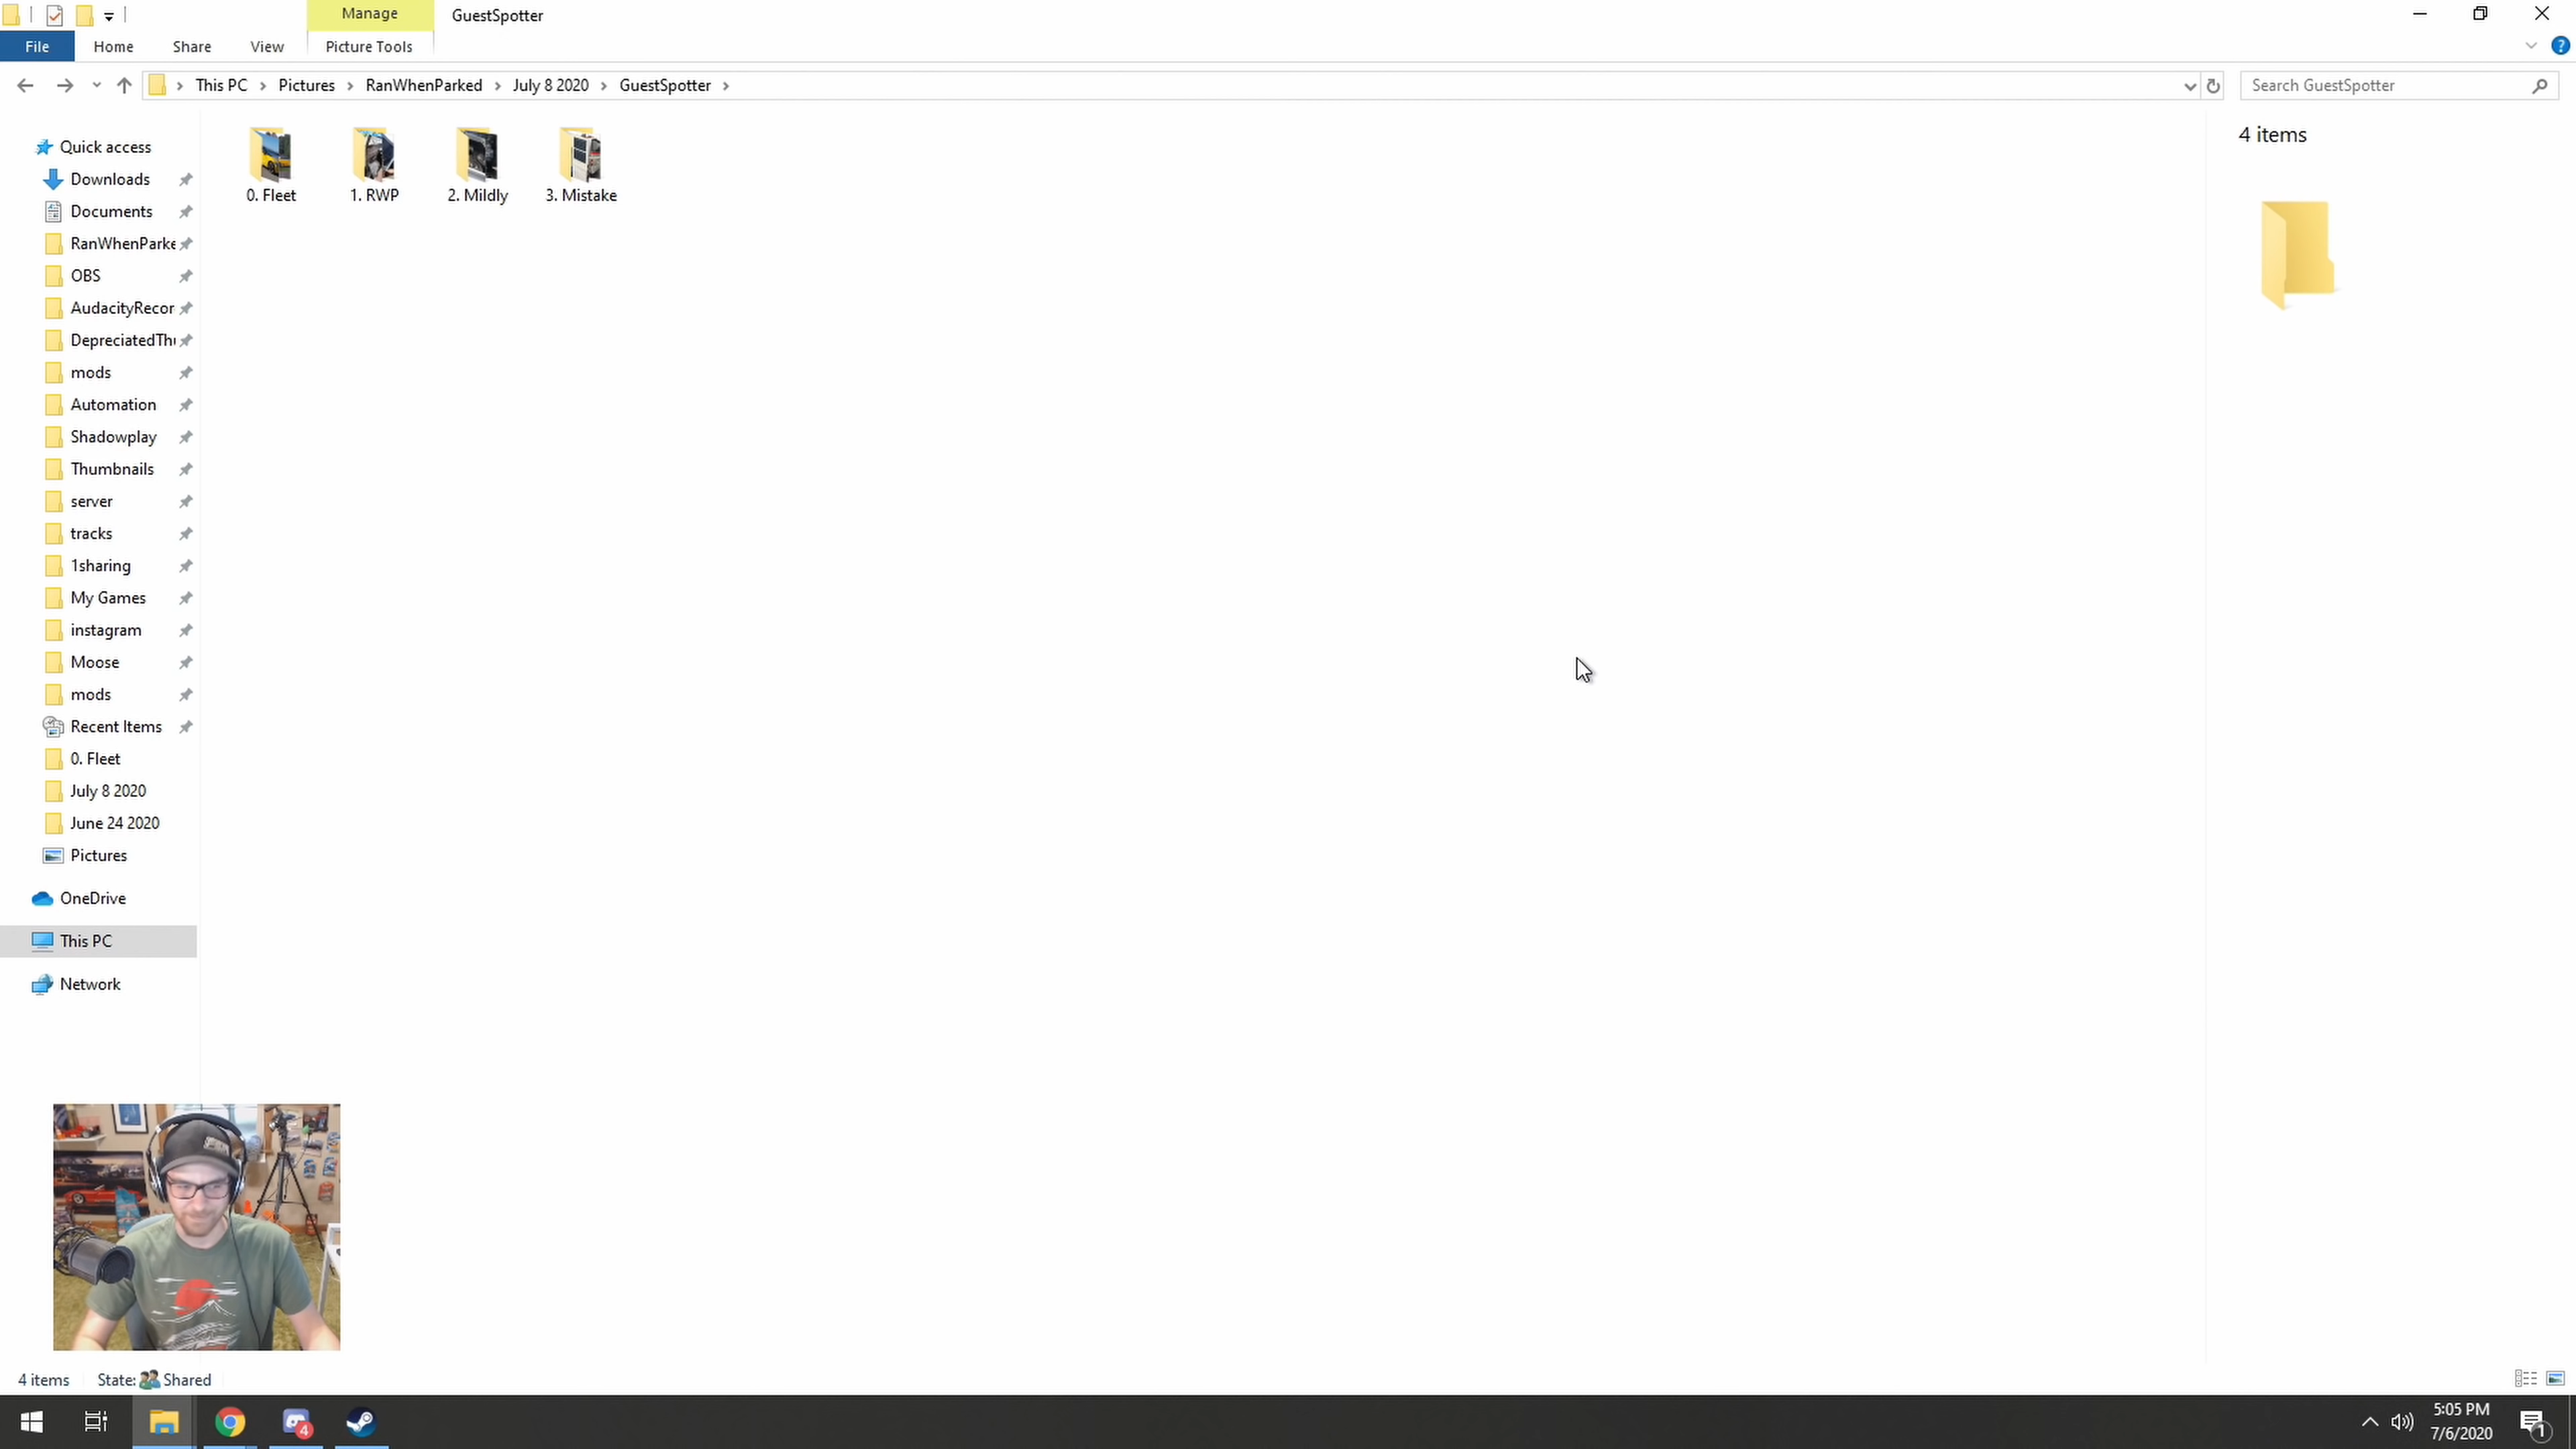 Manage
GuestSpotter
File
Home
Share
View
Picture Tools
This PC
Pictures
RanWhenParked
July 8 2020
GuestSpotter
Search GuestSpotter
Quick access
Downloads
Documents
RanWhenParke
OBS
AudacityRecor
DepreciatedTh
mods
Automation
Shadowplay
Thumbnails
server
tracks
1sharing
My Games
instagram
Moose
mods
Recent Items
0. Fleet
July 8 2020
June 24 2020
Pictures
OneDrive
This PC
Network
0. Fleet
1. RWP
2. Mildly
3. Mistake
4 items
4 items
State: Shared
4
5:05 PM
7/6/2020
1